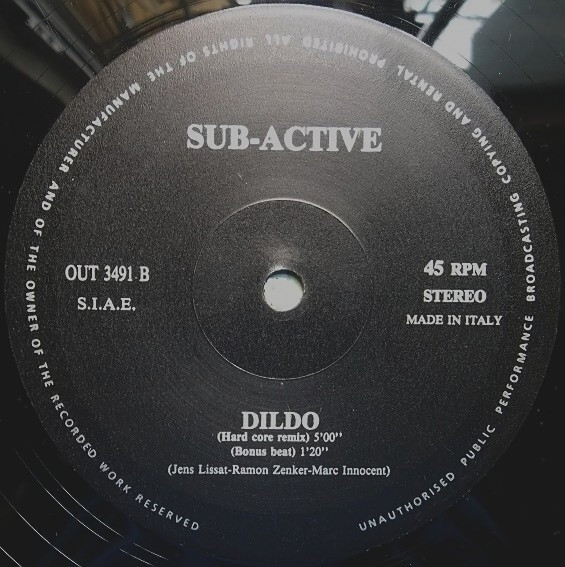 SUB-ACTIVE
OUT 3491 B
S.I.A.E.
45 RPM
STEREO
MADE IN ITALY
DILDO
(Hard core remix) 5'00''
(Bonus beat) 1'20''
(Jens Lissat-Ramon Zenker-Marc Innocent)
ALL RIGHTS OF THE MANUFACTURER AND OF THE OWNER OF THE RECORDED WORK RESERVED
UNAUTHORISED PUBLIC PERFORMANCE BROADCASTING COPYING AND RENTAL PROHIBITED